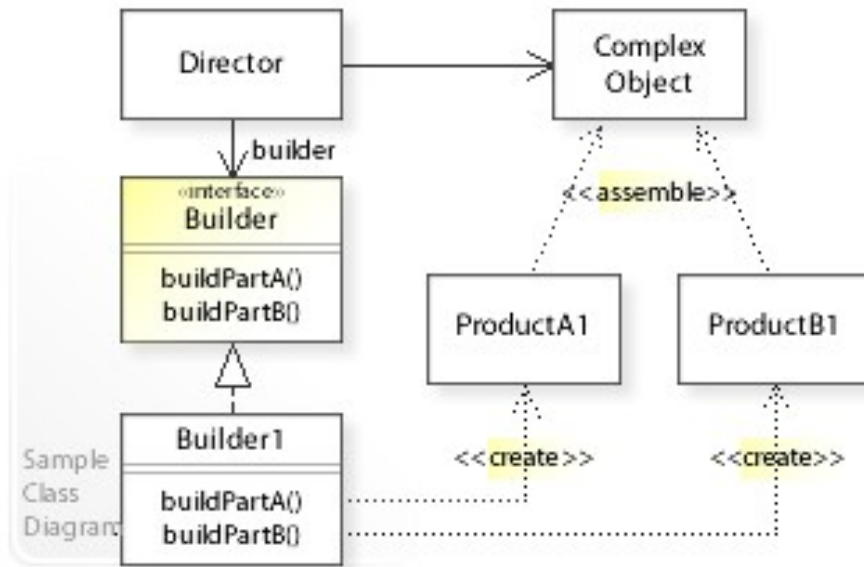 Director
Complex
Object
builder
«interface»
Builder
<<assemble>>
buildPartA()
buildPartB()
ProductA1
ProductB1
Builder1
<<create>>
<<create>>
Sample
Class
Diagram
buildPartA()
buildPartB()